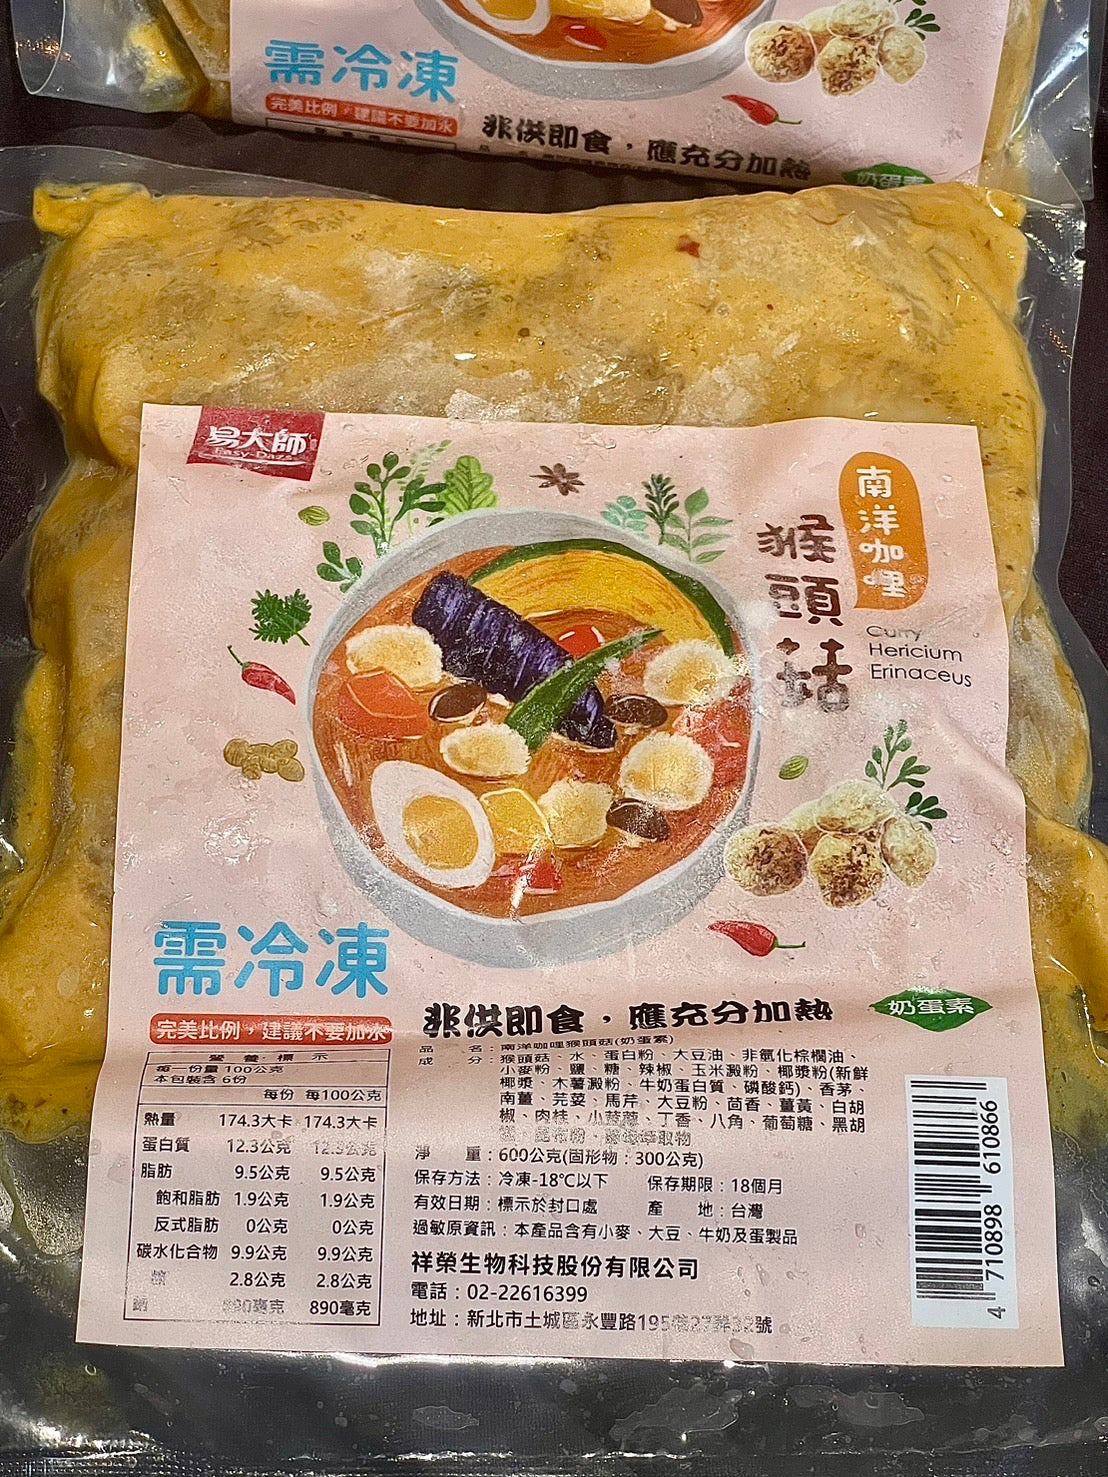 需冷凍
完美比例，建議不要加水
非供即食，應充分加熱
奶蛋素
易大師
Easy Dazs
南洋咖哩
猴頭菇
Curry
Hericium
Erinaceus
需冷凍
完美比例，建議不要加水
非供即食，應充分加熱
奶蛋素
營養標示
每一份量 100公克
本包裝含 6份
每份 每100公克
熱量 174.3大卡 174.3大卡
蛋白質 12.3公克 12.3公克
脂肪 9.5公克 9.5公克
飽和脂肪 1.9公克 1.9公克
反式脂肪 0公克 0公克
碳水化合物 9.9公克 9.9公克
糖 2.8公克 2.8公克
鈉 890毫克 890毫克
品名：南洋咖哩猴頭菇(奶蛋素)
成分：猴頭菇、水、蛋白粉、大豆油、非氫化棕櫚油、
小麥粉、鹽、糖、辣椒、玉米澱粉、椰漿粉(新鮮
椰漿、木薯澱粉、牛奶蛋白質、磷酸鈣)、香茅、
南薑、芫荽、馬芹、大豆粉、茴香、薑黃、白胡
椒、肉桂、小荳蔻、丁香、八角、葡萄糖、黑胡
椒、昆布粉、酵母萃取物
淨重：600公克(固形物：300公克)
保存方法：冷凍-18℃以下 保存期限：18個月
有效日期：標示於封口處 產地：台灣
過敏原資訊：本產品含有小麥、大豆、牛奶及蛋製品
祥榮生物科技股份有限公司
電話：02-22616399
地址：新北市土城區永豐路195巷 號
4 710898 610866